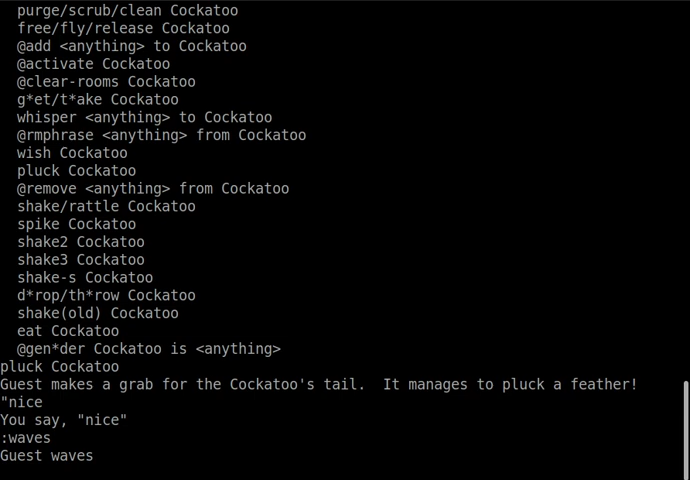 purge/scrub/clean Cockatoo
free/fly/release Cockatoo
@add <anything> to Cockatoo
@activate Cockatoo
@clear-rooms Cockatoo
g*et/t*ake Cockatoo
whisper <anything> to Cockatoo
@rmphrase <anything> from Cockatoo
wish Cockatoo
pluck Cockatoo
@remove <anything> from Cockatoo
shake/rattle Cockatoo
spike Cockatoo
shake2 Cockatoo
shake3 Cockatoo
shake-s Cockatoo
d*rop/th*row Cockatoo
shake(old) Cockatoo
eat Cockatoo
@gen*der Cockatoo is <anything>
pluck Cockatoo
Guest makes a grab for the Cockatoo's tail.  It manages to pluck a feather!
"nice
You say, "nice"
:waves
Guest waves